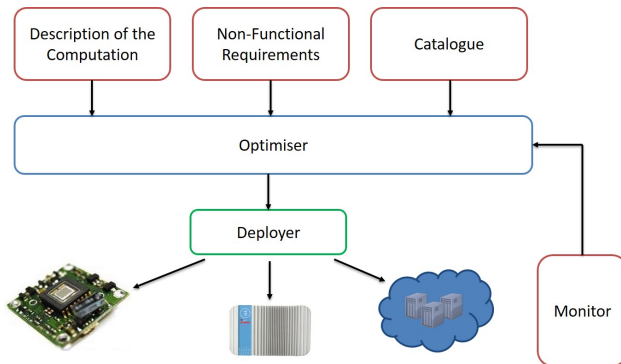 Description of the
Computation
Non-Functional
Requirements
Catalogue
Optimiser
Deployer
Monitor